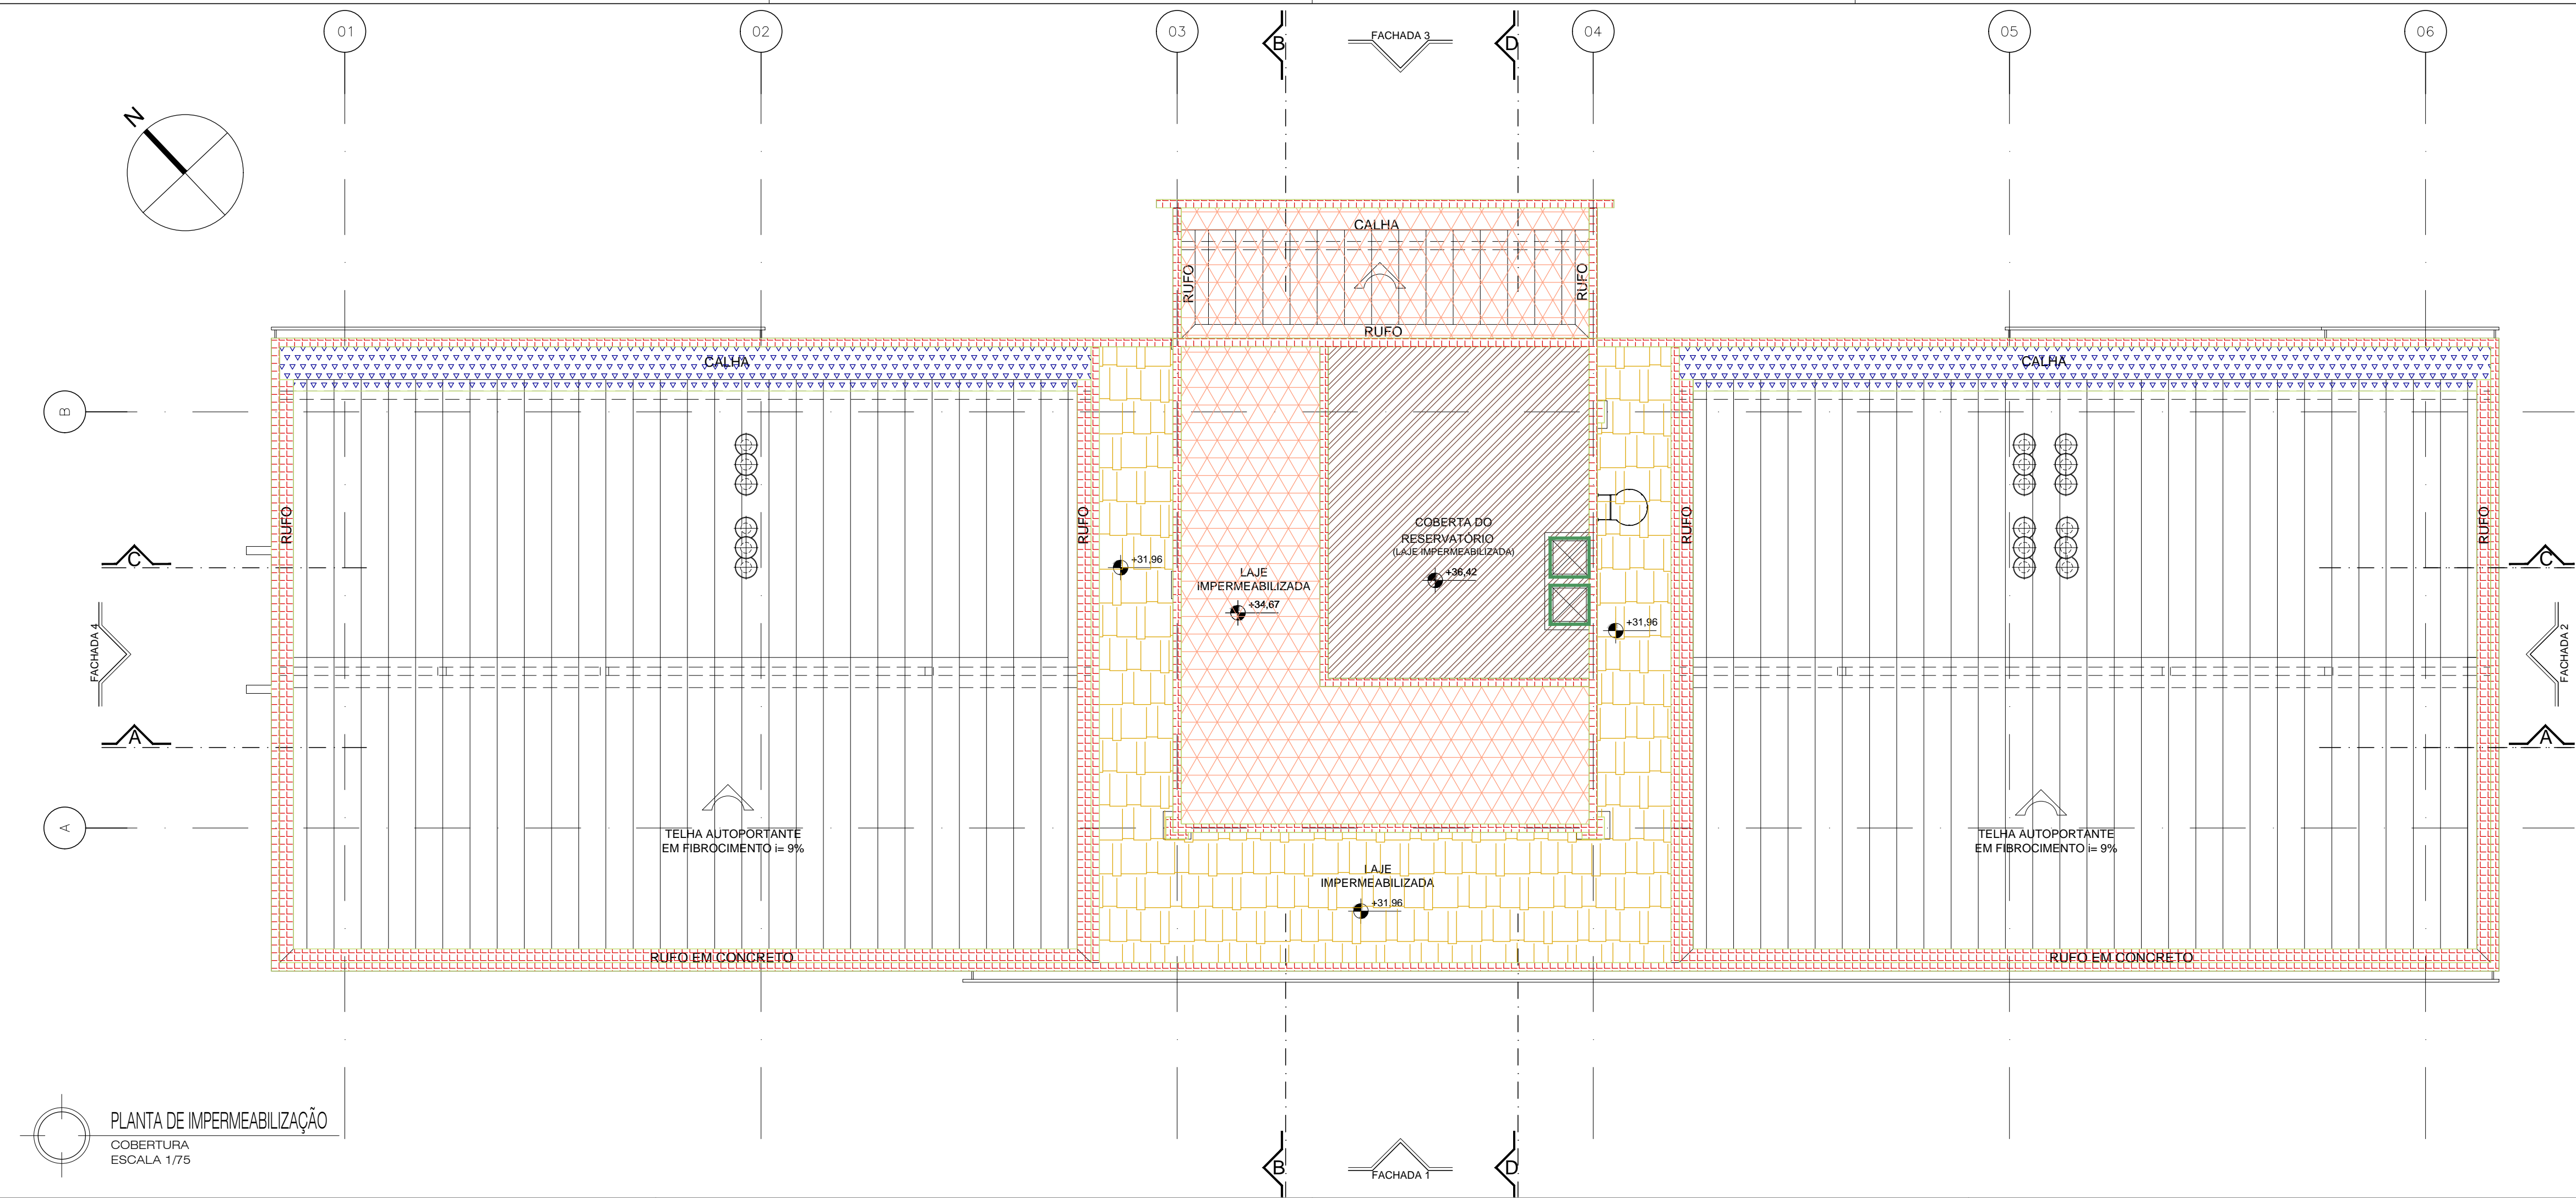 01
02
03
B
FACHADA 3
D
04
05
06
N
CALHA
RUFO
RUFO
RUFO
CALHA
CALHA
B
RUFO
RUFO
RUFO
RUFO
COBERTA DO
RESERVATÓRIO
(LAJE IMPERMEABILIZADA)
+36,42
C
+31,96
LAJE
IMPERMEABILIZADA
+34,67
+31,96
C
FACHADA 4
FACHADA 2
A
A
A
TELHA AUTOPORTANTE
EM FIBROCIMENTO i= 9%
TELHA AUTOPORTANTE
EM FIBROCIMENTO i= 9%
LAJE
IMPERMEABILIZADA
+31,96
RUFO EM CONCRETO
RUFO EM CONCRETO
PLANTA DE IMPERMEABILIZAÇÃO
COBERTURA
ESCALA 1/75
B
FACHADA 1
D